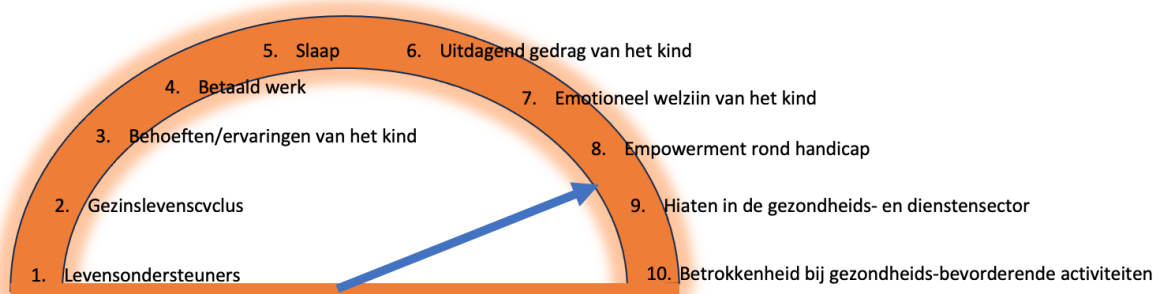 1. Levensondersteuners
2. Gezinslevenscvclus
3. Behoeften/ervaringen van het kind
4. Betaald werk
5. Slaap
6. Uitdagend gedrag van het kind
7. Emotioneel welziin van het kind
8. Empowerment rond handicap
9. Hiaten in de gezondheids- en dienstensector
10. Betrokkenheid bij gezondheids-bevorderende activiteiten